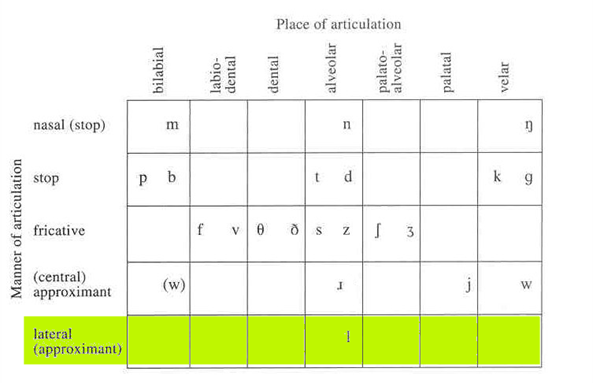 Place of articulation
bilabial
labio-
dental
dental
alveolar
palato-
alveolar
palatal
velar
Manner of articulation
nasal (stop) m n ŋ
stop p b t d k ɡ
fricative f v θ ð s z ʃ ʒ
(central)
approximant (w) ɹ j w
lateral
(approximant) l